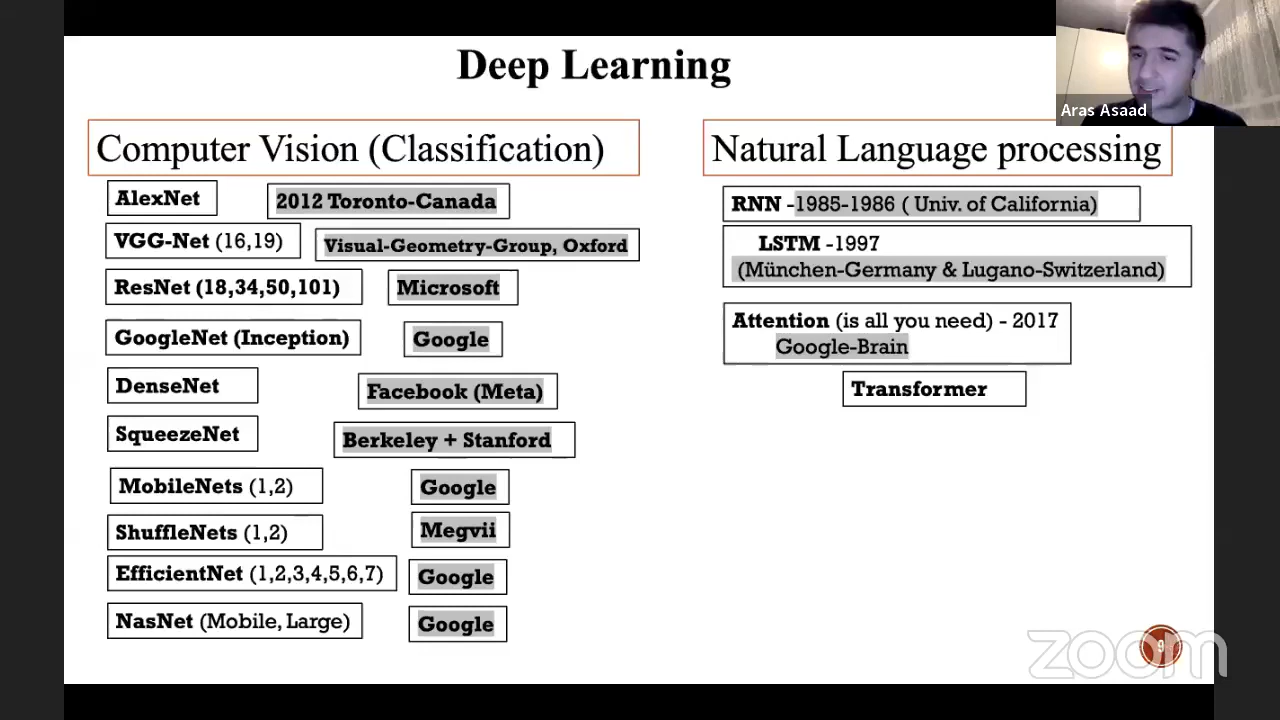 Deep Learning
Aras Asaad
Computer Vision (Classification)
AlexNet
2012 Toronto-Canada
VGG-Net (16,19)
Visual-Geometry-Group, Oxford
ResNet (18,34,50,101)
Microsoft
GoogleNet (Inception)
Google
DenseNet
Facebook (Meta)
SqueezeNet
Berkeley + Stanford
MobileNets (1,2)
Google
ShuffleNets (1,2)
Megvii
EfficientNet (1,2,3,4,5,6,7)
Google
NasNet (Mobile, Large)
Google
Natural Language processing
RNN -1985-1986 ( Univ. of California)
LSTM -1997
(München-Germany & Lugano-Switzerland)
Attention (is all you need) - 2017
Google-Brain
Transformer
9
zoom